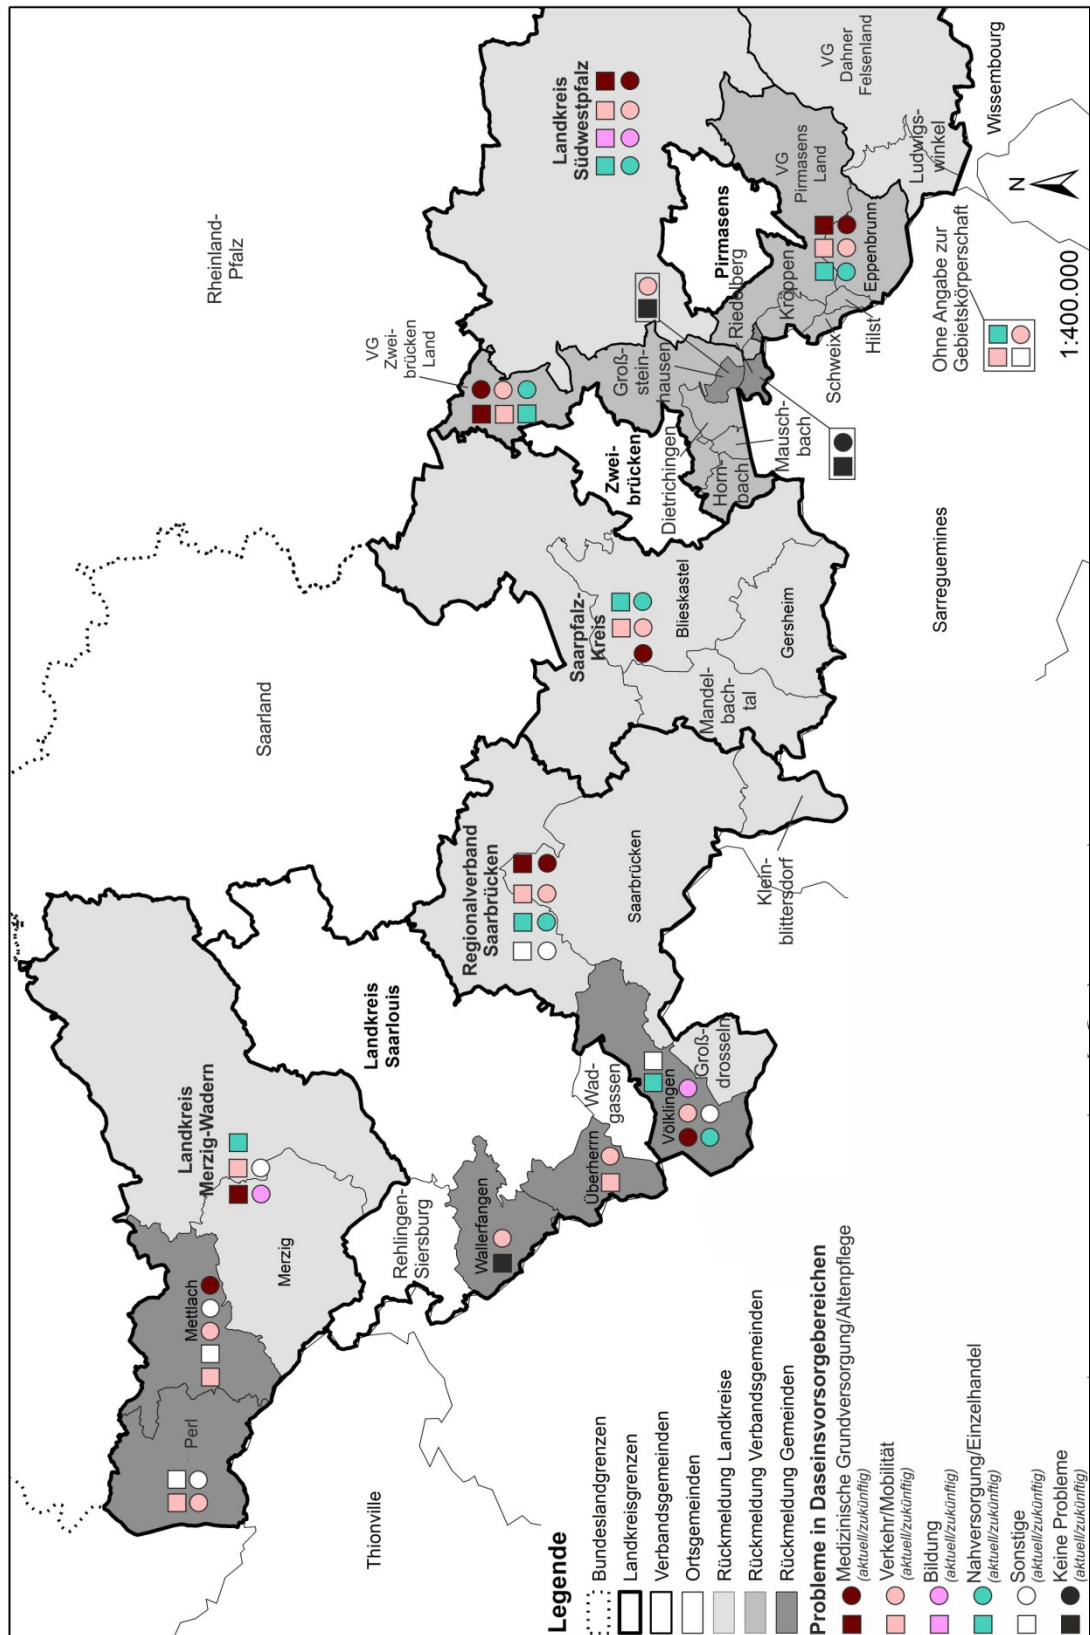 Rheinland-
Pfalz
Saarland
Landkreis
Merzig-Wadern
Mettlach
Perl
Merzig
Landkreis
Saarlouis
Rehlingen-
Siersburg
Wallerfangen
Überherrn
Wad-
gassen
Völklingen
Groß-
drosseln
Regionalverband
Saarbrücken
Saarbrücken
Klein-
blittersdorf
Saarpfalz-
Kreis
Blieskastel
Mandel-
bach-
tal
Gersheim
VG
Zwei-
brücken
Land
Zwei-
brücken
Dietrichingen
Groß-
stein-
hausen
Horn-
bach
Mausch-
bach
Riedelberg
Landkreis
Südwestpfalz
Pirmasens
VG
Pirmasens
Land
Kröppen
Schweix
Hilst
Eppenbrunn
VG
Dahner
Felsenland
Ludwigs-
winkel
Wissembourg
Sarreguemines
Thionville
N
Ohne Angabe zur
Gebietskörperschaft
1:400.000
Legende
Bundeslandgrenzen
Landkreisgrenzen
Verbandsgemeinden
Ortsgemeinden
Rückmeldung Landkreise
Rückmeldung Verbandsgemeinden
Rückmeldung Gemeinden
Probleme in Daseinsvorsorgebereichen
Medizinische Grundversorgung/Altenpflege
(aktuell/zukünftig)
Verkehr/Mobilität
(aktuell/zukünftig)
Bildung
(aktuell/zukünftig)
Nahversorgung/Einzelhandel
(aktuell/zukünftig)
Sonstige
(aktuell/zukünftig)
Keine Probleme
(aktuell/zukünftig)